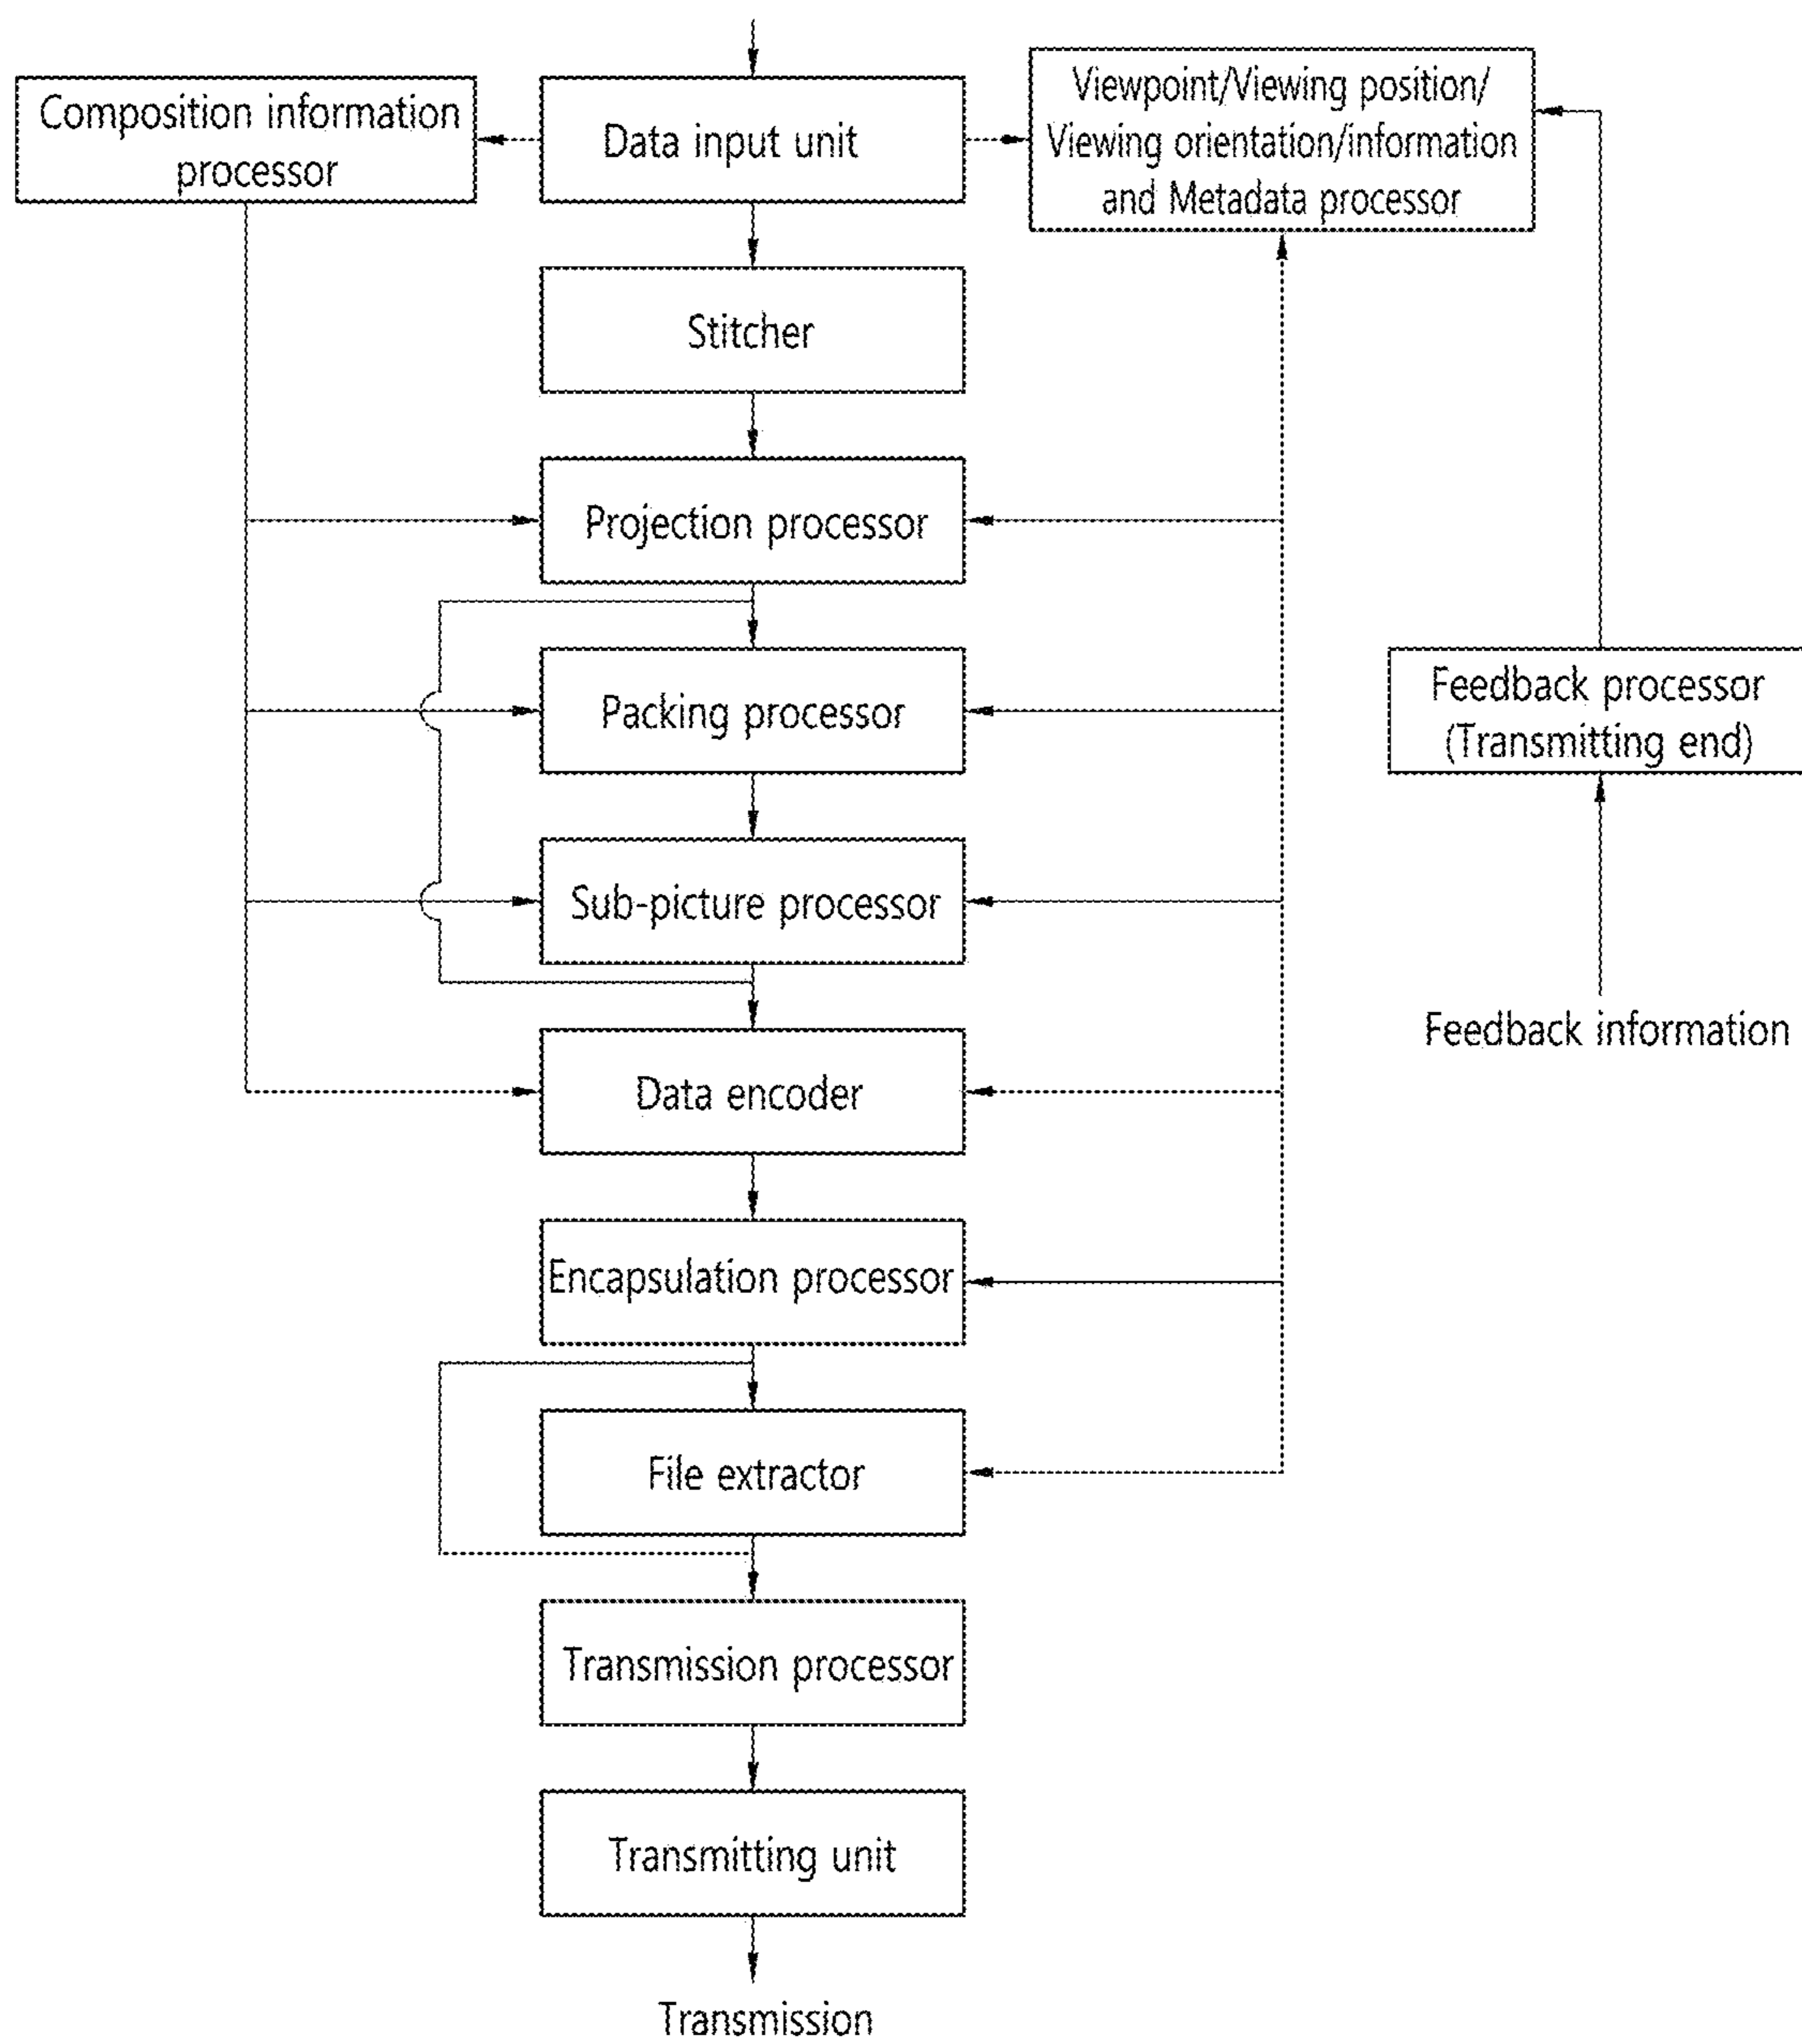 Composition information
processor
Data input unit
Viewpoint/Viewing position/
Viewing orientation/information
and Metadata processor
Stitcher
Projection processor
Packing processor
Feedback processor
(Transmitting end)
Sub-picture processor
Feedback information
Data encoder
Encapsulation processor
File extractor
Transmission processor
Transmitting unit
Transmission